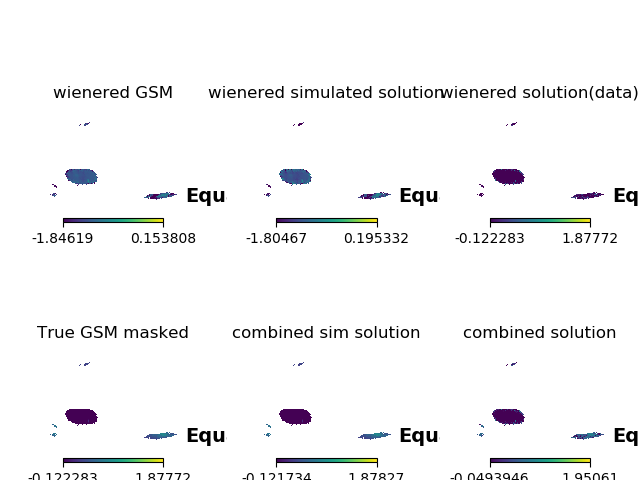 wienered GSM
wienered simulated solution
wienered solution(data)
Equ
Equ
Eq
-1.84619 0.153808
-1.80467 0.195332
-0.122283 1.87772
True GSM masked
combined sim solution
combined solution
Equ
Equ
Eq
-0.122283 1.87772
-0.121734 1.87827
-0.0493946 1.95061